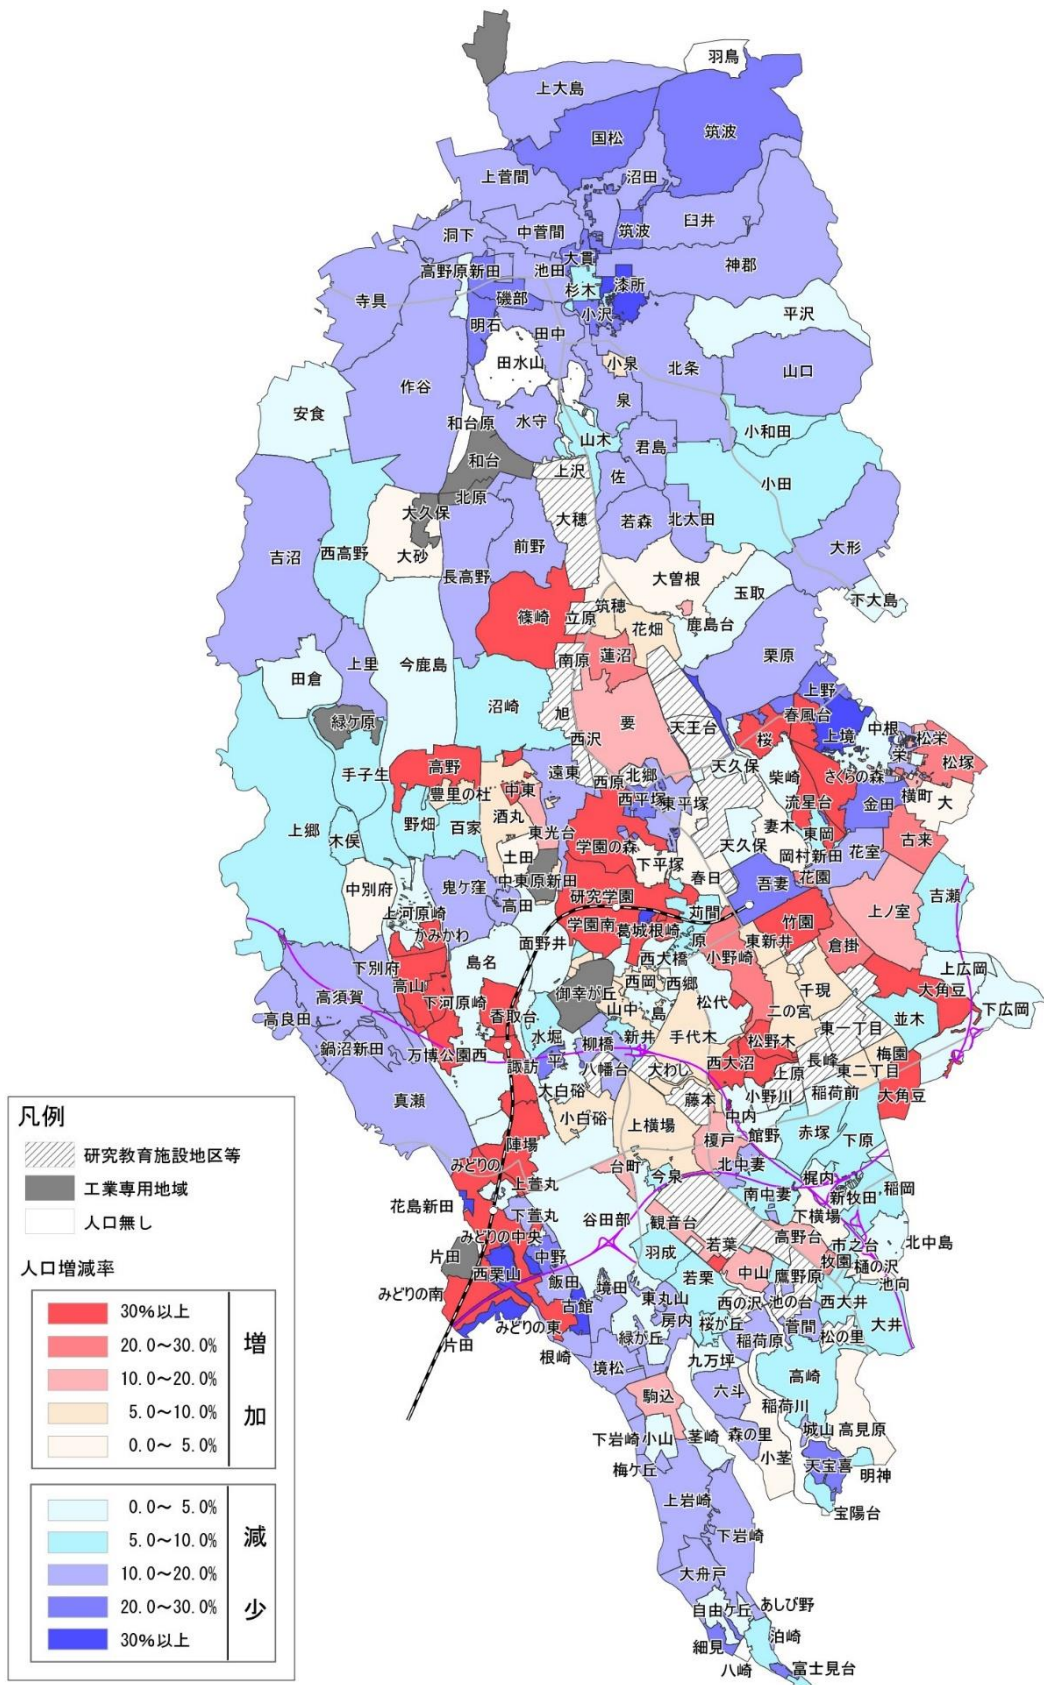 羽鳥
上大島
国松
筑波
上菅間
沼田
洞下
中菅間
筑波
臼井
高野原新田
池田
大貫
神郡
寺具
磯部
杉木
漆所
明石
小沢
平沢
田中
田水山
小泉
北条
山口
作谷
泉
安食
和台原
水守
山木
君島
小和田
和台
上沢
佐
小田
北原
大久保
大穂
若森
北太田
吉沼
西高野
大砂
前野
大形
長高野
大曽根
玉取
下大島
篠崎
立原
筑穂
花畑
鹿島台
上里
今鹿島
南原
蓮沼
栗原
田倉
沼崎
旭
要
天王台
上野
緑ケ原
西沢
桜
春風台
上境
中根
松栄
栄
手子生
高野
遠東
西原
北郷
天久保
柴崎
さくらの森
松塚
豊里の杜
中東
西平塚
東平塚
流星台
金田
横町
大
上郷
木俣
野畑
百家
酒丸
東光台
学園の森
妻木
東岡
古来
土田
下平塚
天久保
岡村新田
花室
中別府
鬼ケ窪
中東原新田
春日
吾妻
花園
吉瀬
高田
研究学園
苅間
上河原崎
かみかわ
面野井
学園南
葛城根崎
原
竹園
上ノ室
下別府
島名
西大橋
小野崎
東新井
倉掛
上広岡
高須賀
高山
下河原崎
御幸が丘
西岡
西郷
松代
千現
大角豆
下広岡
香取台
山中
島
二の宮
並木
高良田
水堀
柳橋
新井
手代木
東一丁目
鍋沼新田
万博公園西
平
松野木
長峰
梅園
諏訪
八幡台
大わし
西大沼
上原
東二丁目
真瀬
大白硲
藤本
小野川
稲荷前
大角豆
小白硲
上横場
中内
館野
赤塚
下原
陣場
榎戸
みどりの
台町
今泉
北中妻
梶内
上萱丸
南中妻
新牧田
稲岡
花島新田
下萱丸
谷田部
観音台
下横場
みどりの中央
高野台
市之台
北中島
片田
中野
羽成
若葉
牧園
樋の沢
西栗山
飯田
境田
若栗
中山
鷹野原
池向
みどりの南
古館
東丸山
西の沢
池の台
西大井
大井
片田
みどりの東
房内
桜が丘
菅間
緑が丘
稲荷原
松の里
根崎
境松
九万坪
高崎
駒込
六斗
稲荷川
下岩崎
小山
茎崎
森の里
城山
高見原
梅ケ丘
小茎
天宝喜
明神
上岩崎
宝陽台
下岩崎
大舟戸
自由ケ丘
あしび野
細見
泊崎
八崎
富士見台
凡例
研究教育施設地区等
工業専用地域
人口無し
人口増減率
30%以上
20.0～30.0%
10.0～20.0%
5.0～10.0%
0.0～ 5.0%
増
加
0.0～ 5.0%
5.0～10.0%
10.0～20.0%
20.0～30.0%
30%以上
減
少